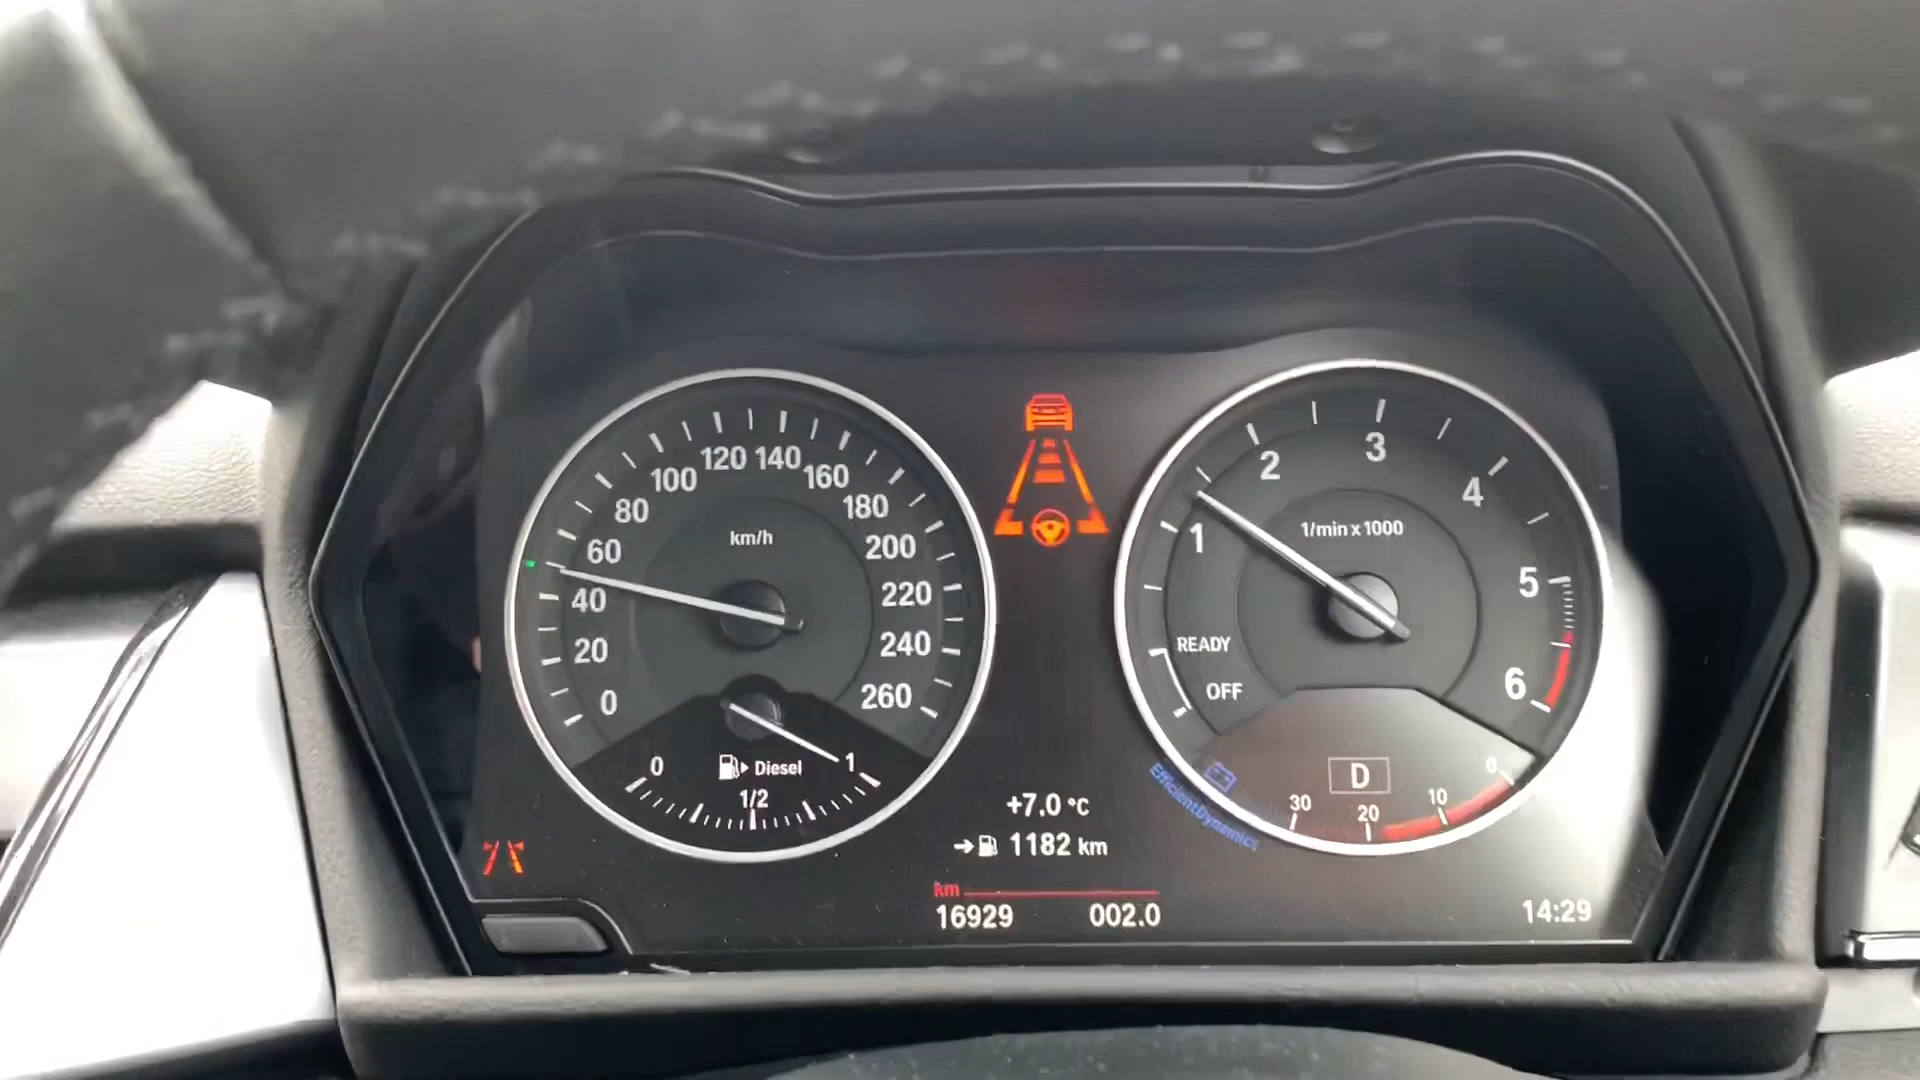 km/h
0
20
40
60
80
100
120
140
160
180
200
220
240
260
0
1/2
1
Diesel
+7.0 °C
1182 km
km
16929 002.0
1/min x 1000
1
2
3
4
5
6
READY
OFF
D
30
20
10
0
EfficientDynamics
14:29